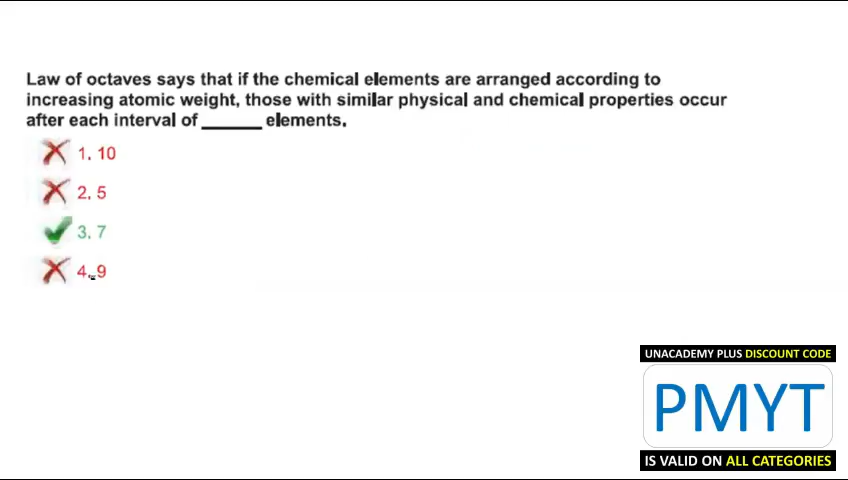 Law of octaves says that if the chemical elements are arranged according to
increasing atomic weight, those with similar physical and chemical properties occur
after each interval of ______ elements.
1. 10
2. 5
3. 7
4. 9
UNACADEMY PLUS DISCOUNT CODE
PMYT
IS VALID ON ALL CATEGORIES